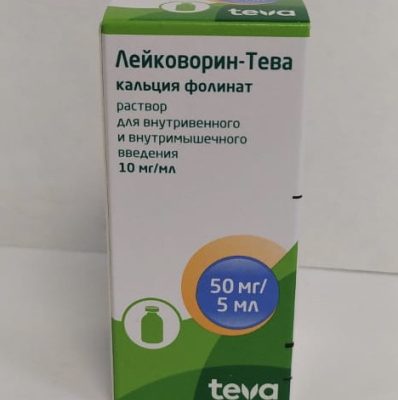 teva
Лейковорин-Тева
кальция фолинат
раствор
для внутривенного
и внутримышечного
введения
10 мг/мл
50 мг/
5 мл
teva